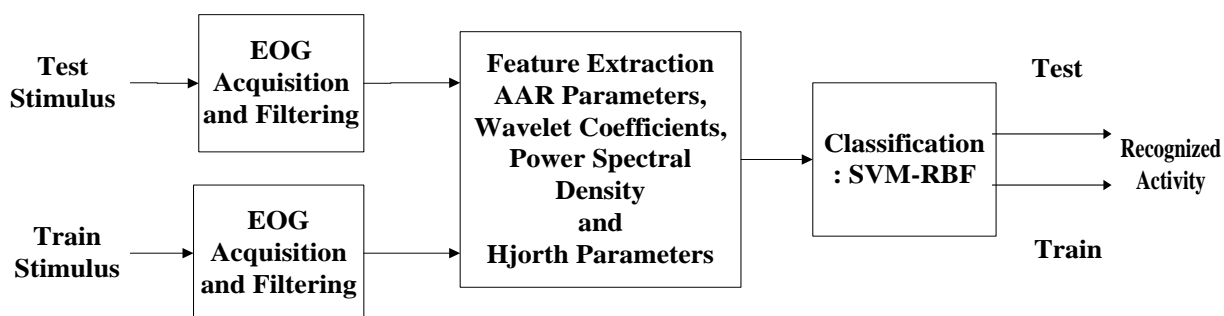 Test
Stimulus
EOG
Acquisition
and Filtering
Train
Stimulus
EOG
Acquisition
and Filtering
Feature Extraction
AAR Parameters,
Wavelet Coefficients,
Power Spectral
Density
and
Hjorth Parameters
Classification
: SVM-RBF
Test
Recognized
Activity
Train